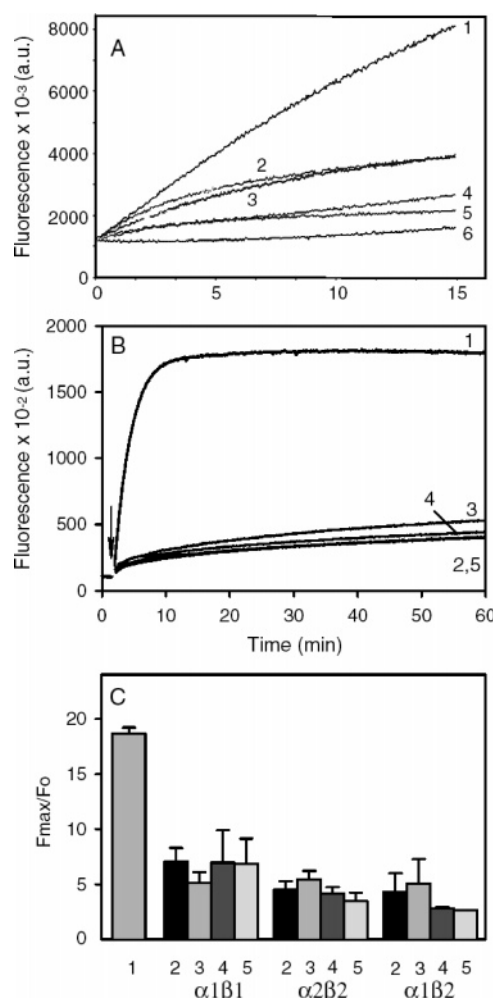 A
Fluorescence x 10-3 (a.u.)
8000
6000
4000
2000
0
1
2
3
4
5
6
0 5 10 15
B
Fluorescence x 10-2 (a.u.)
2000
1500
1000
500
0
1
4
3
2,5
0 10 20 30 40 50 60
Time (min)
C
Fmax/Fo
20
15
10
5
0
1 2 3 4 5 2 3 4 5 2 3 4 5
α1β1 α2β2 α1β2